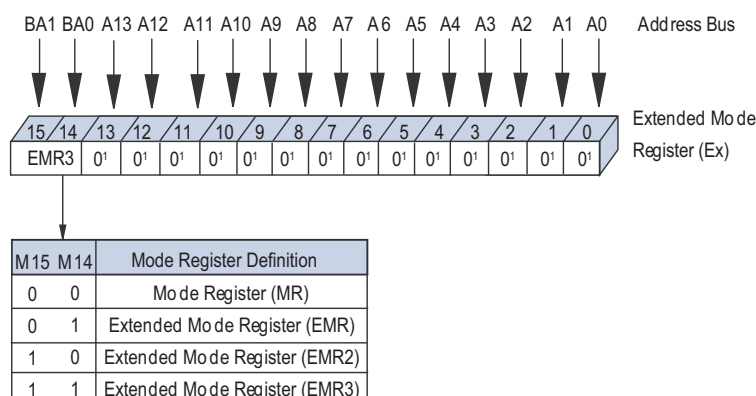 BA1 BA0 A13 A12 A11 A10 A9 A8 A7 A6 A5 A4 A3 A2 A1 A0 Address Bus
15 14 13 12 11 10 9 8 7 6 5 4 3 2 1 0 Extended Mode
EMR3 0¹ 0¹ 0¹ 0¹ 0¹ 0¹ 0¹ 0¹ 0¹ 0¹ 0¹ 0¹ 0¹ 0¹ Register (Ex)
M15 M14 Mode Register Definition
0 0 Mode Register (MR)
0 1 Extended Mode Register (EMR)
1 0 Extended Mode Register (EMR2)
1 1 Extended Mode Register (EMR3)